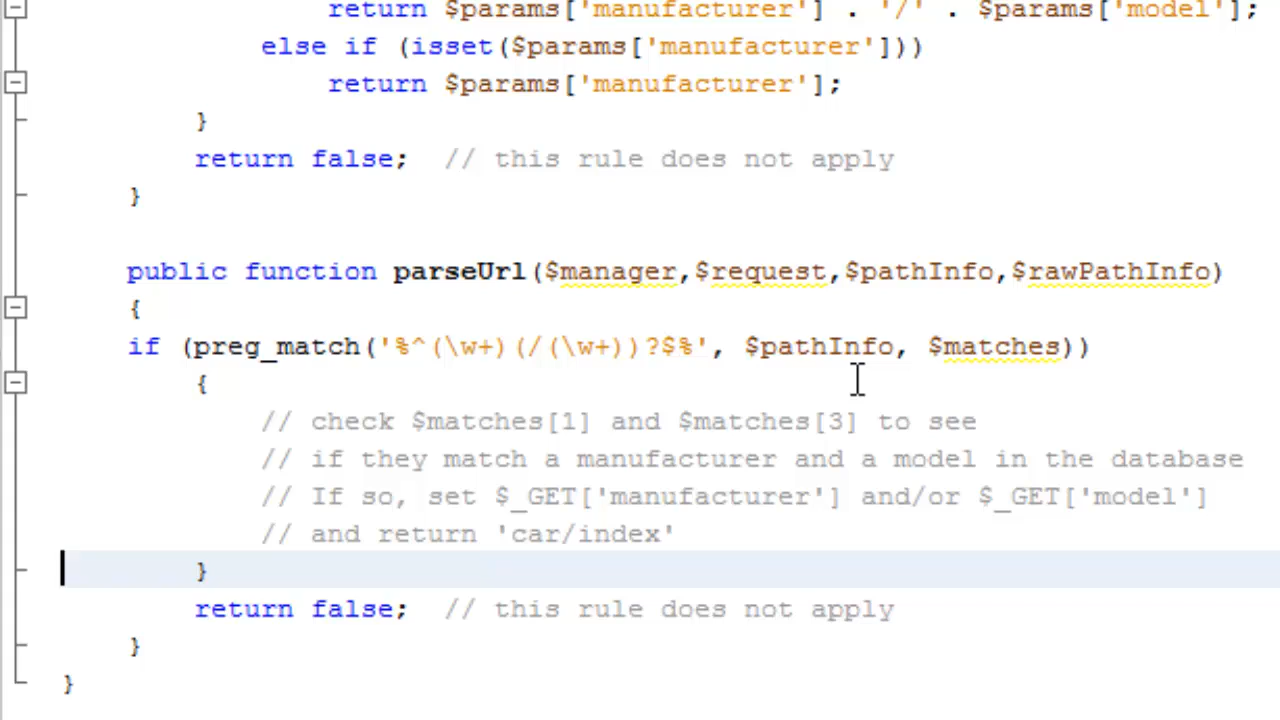 return $params['manufacturer'] . '/' . $params['model'];
else if (isset($params['manufacturer']))
return $params['manufacturer'];
}
return false;  // this rule does not apply
}
public function parseUrl($manager,$request,$pathInfo,$rawPathInfo)
{
if (preg_match('%^(\w+)(/(\w+))?$%', $pathInfo, $matches))
{
// check $matches[1] and $matches[3] to see
// if they match a manufacturer and a model in the database
// If so, set $_GET['manufacturer'] and/or $_GET['model']
// and return 'car/index'
}
return false;  // this rule does not apply
}
}